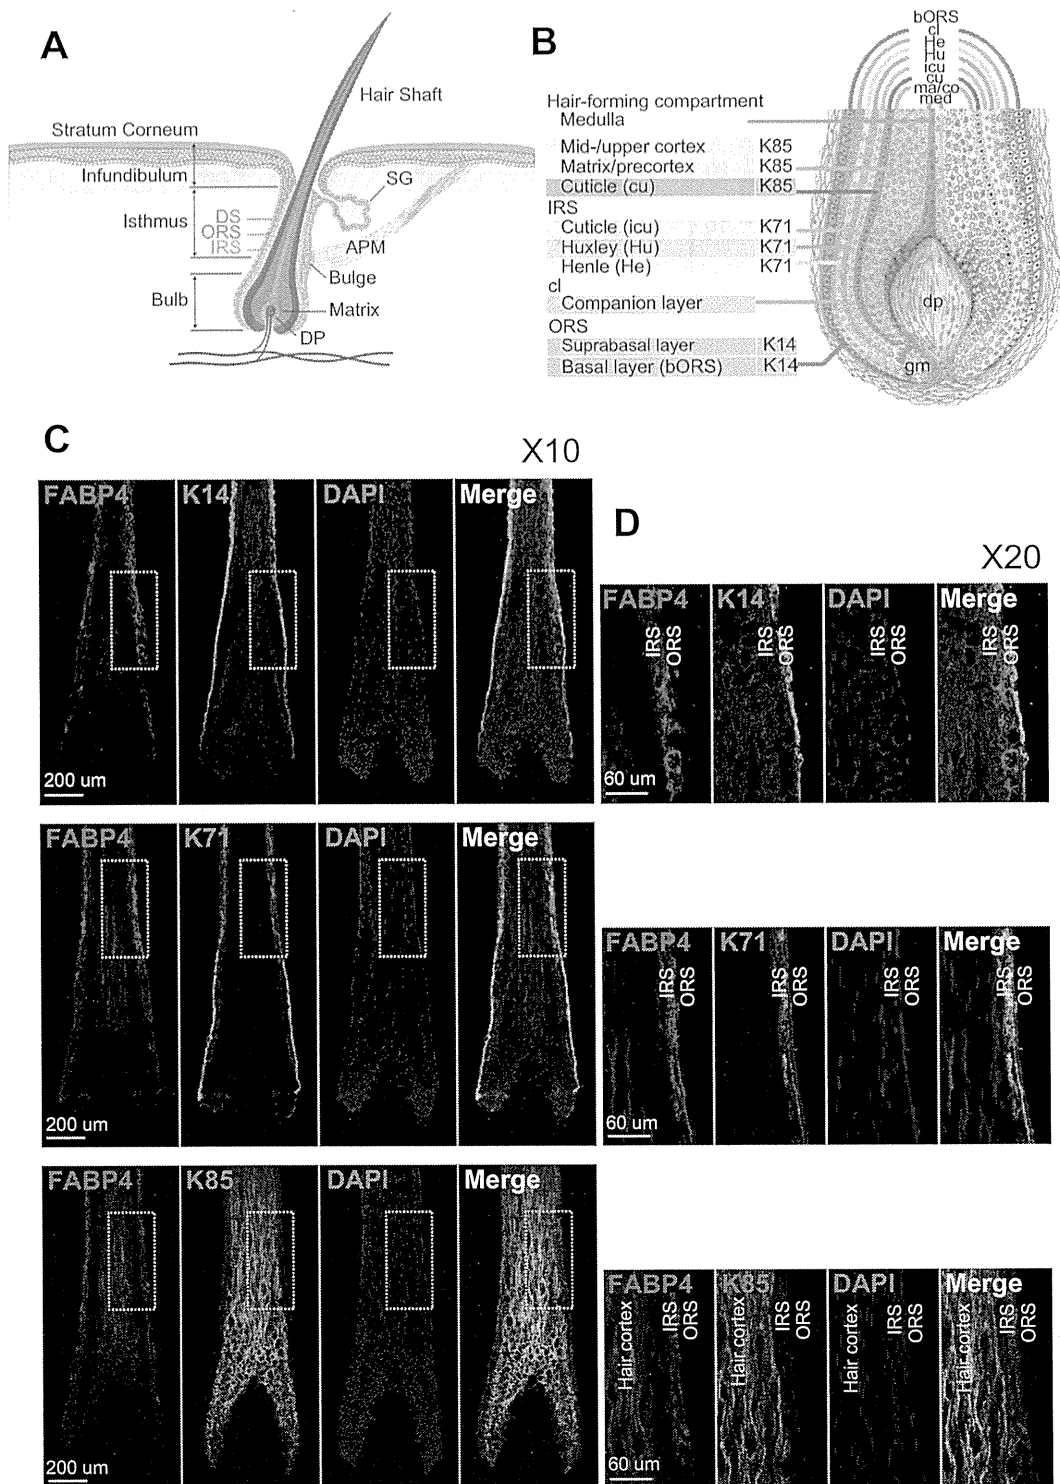 A
Hair Shaft
Stratum Corneum
Infundibulum
SG
Isthmus
DS
ORS
IRS
APM
Bulge
Bulb
Matrix
DP
B
bORS
cl
He
Hu
icu
cu
ma/co
med
Hair-forming compartment
Medulla
Mid-/upper cortex K85
Matrix/precortex K85
Cuticle (cu) K85
IRS
Cuticle (icu) K71
Huxley (Hu) K71
Henle (He) K71
cl
Companion layer
ORS
Suprabasal layer K14
Basal layer (bORS) K14
dp
gm
C
X10
FABP4 K14 DAPI Merge
200 um
FABP4 K71 DAPI Merge
200 um
FABP4 K85 DAPI Merge
200 um
D
X20
FABP4 K14 DAPI Merge
IRS ORS IRS ORS IRS ORS IRS ORS
60 um
FABP4 K71 DAPI Merge
IRS ORS IRS ORS IRS ORS IRS ORS
60 um
FABP4 K85 DAPI Merge
Hair cortex IRS ORS Hair cortex IRS ORS Hair cortex IRS ORS Hair cortex IRS ORS
60 um